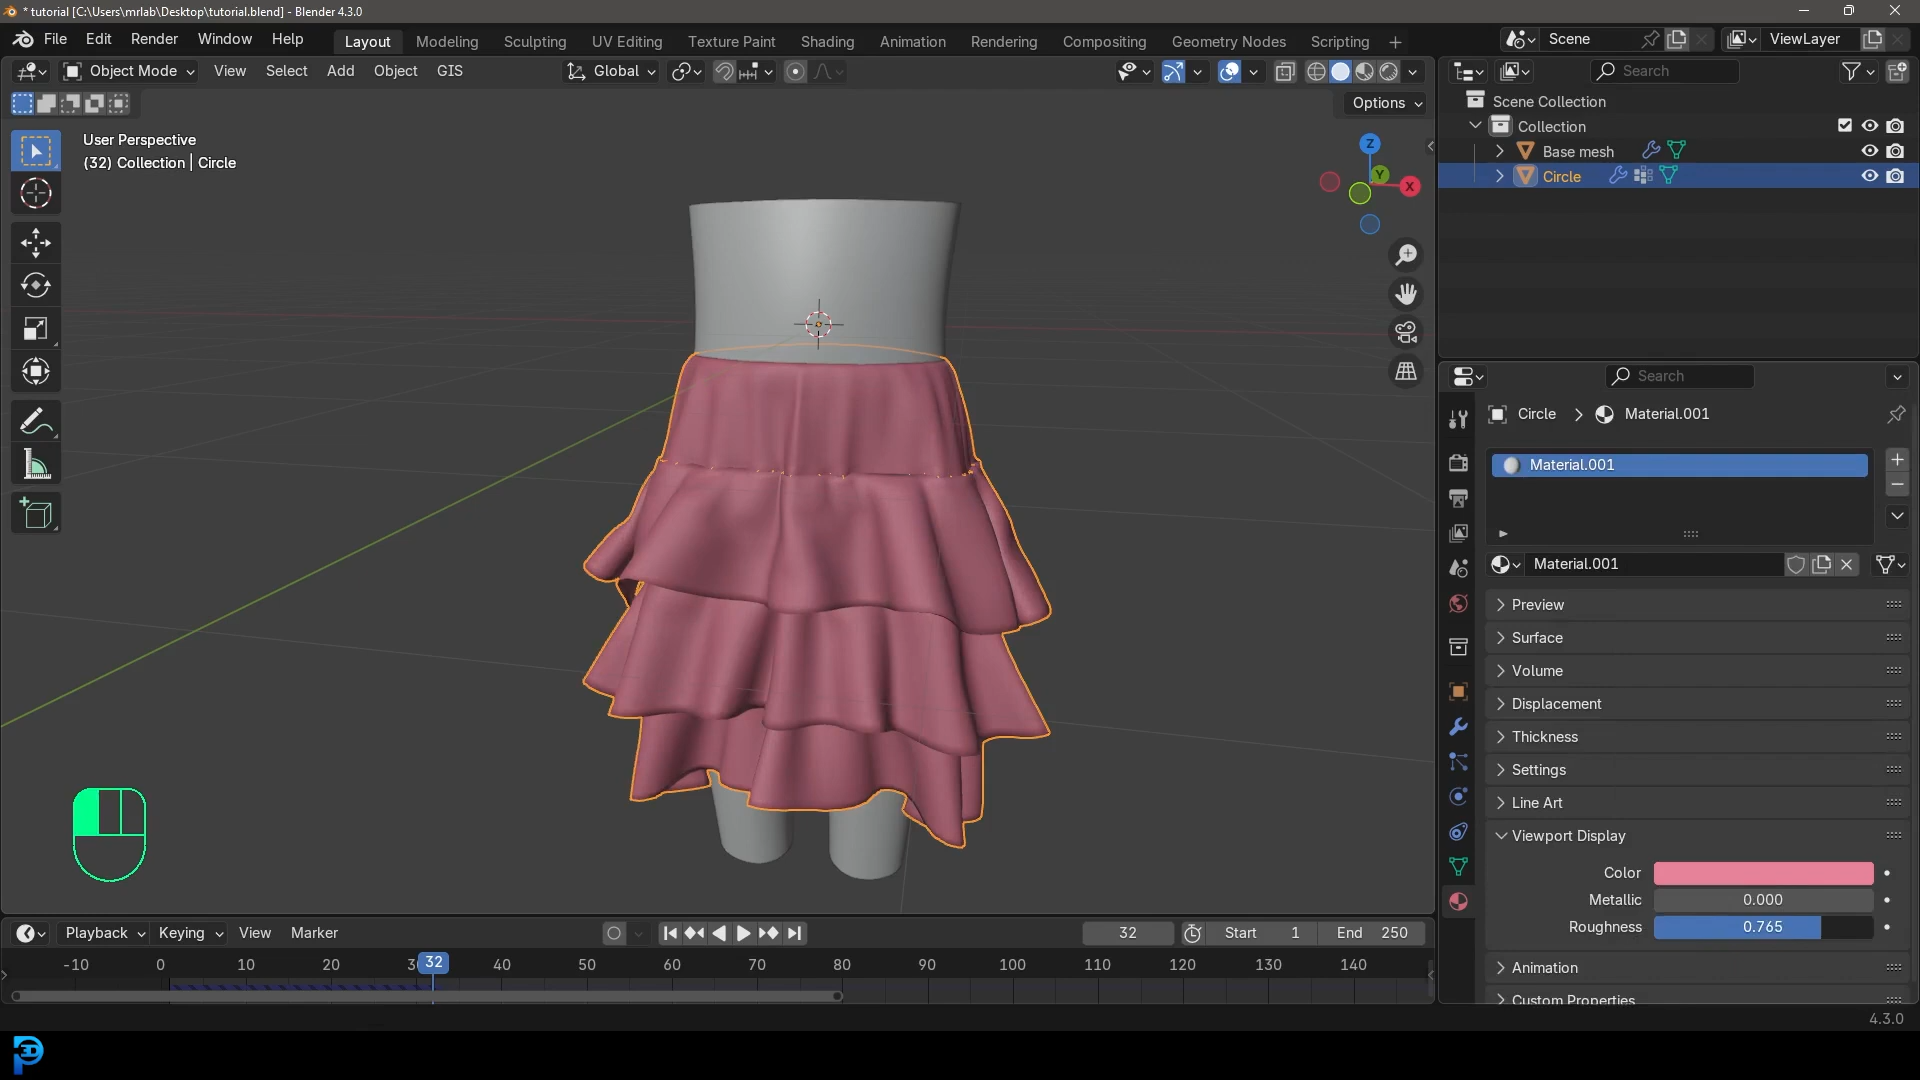 * tutorial [C:\Users\mrlab\Desktop\tutorial.blend] - Blender 4.3.0
File Edit Render Window Help
Layout Modeling Sculpting UV Editing Texture Paint Shading Animation Rendering Compositing Geometry Nodes Scripting +
Scene
ViewLayer
Object Mode View Select Add Object GIS
Global
Search
Options
User Perspective
(32) Collection | Circle
Z
Y
X
Scene Collection
Collection
Base mesh
Circle
Search
Circle > Material.001
Material.001
Material.001
Preview
Surface
Volume
Displacement
Thickness
Settings
Line Art
Viewport Display
Color
Metallic 0.000
Roughness 0.765
Animation
Custom Properties
Playback Keying View Marker
32
Start 1
End 250
-10 0 10 20 3 32 40 50 60 70 80 90 100 110 120 130 140
4.3.0
P3D